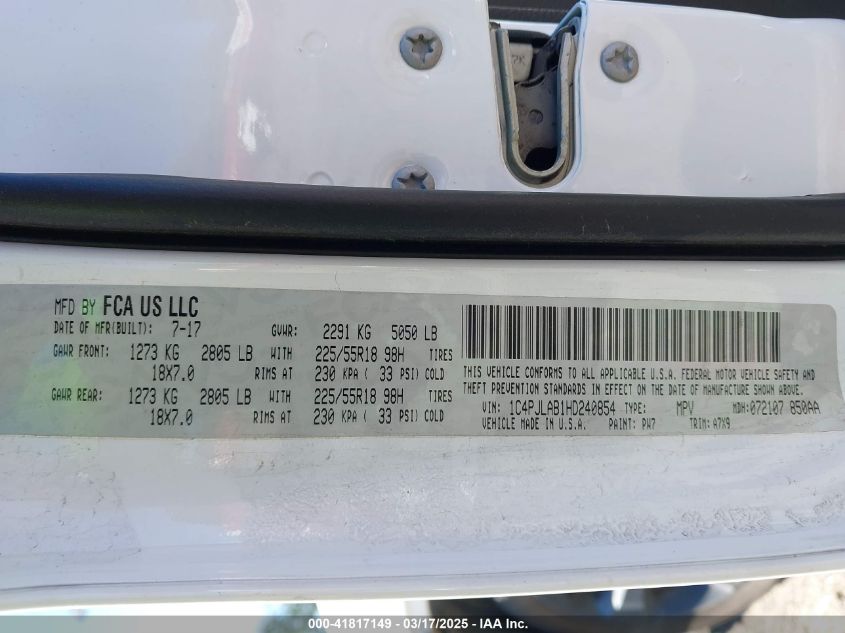 MFD BY FCA US LLC
DATE OF MFR(BUILT): 7-17 GVWR: 2291 KG 5050 LB
GAWR FRONT: 1273 KG 2805 LB WITH 225/55R18 98H TIRES
18X7.0 RIMS AT 230 KPA ( 33 PSI) COLD
GAWR REAR: 1273 KG 2805 LB WITH 225/55R18 98H TIRES
18X7.0 RIMS AT 230 KPA ( 33 PSI) COLD
THIS VEHICLE CONFORMS TO ALL APPLICABLE U.S.A. FEDERAL MOTOR VEHICLE SAFETY AND
THEFT PREVENTION STANDARDS IN EFFECT ON THE DATE OF MANUFACTURE SHOWN ABOVE.
VIN: 1C4PJLAB1HD240854 TYPE: MPV MDH: 072107 850AA
VEHICLE MADE IN U.S.A. PAINT: PW7 TRIM: A7X9
000-41817149 — 03/17/2025 — IAA Inc.